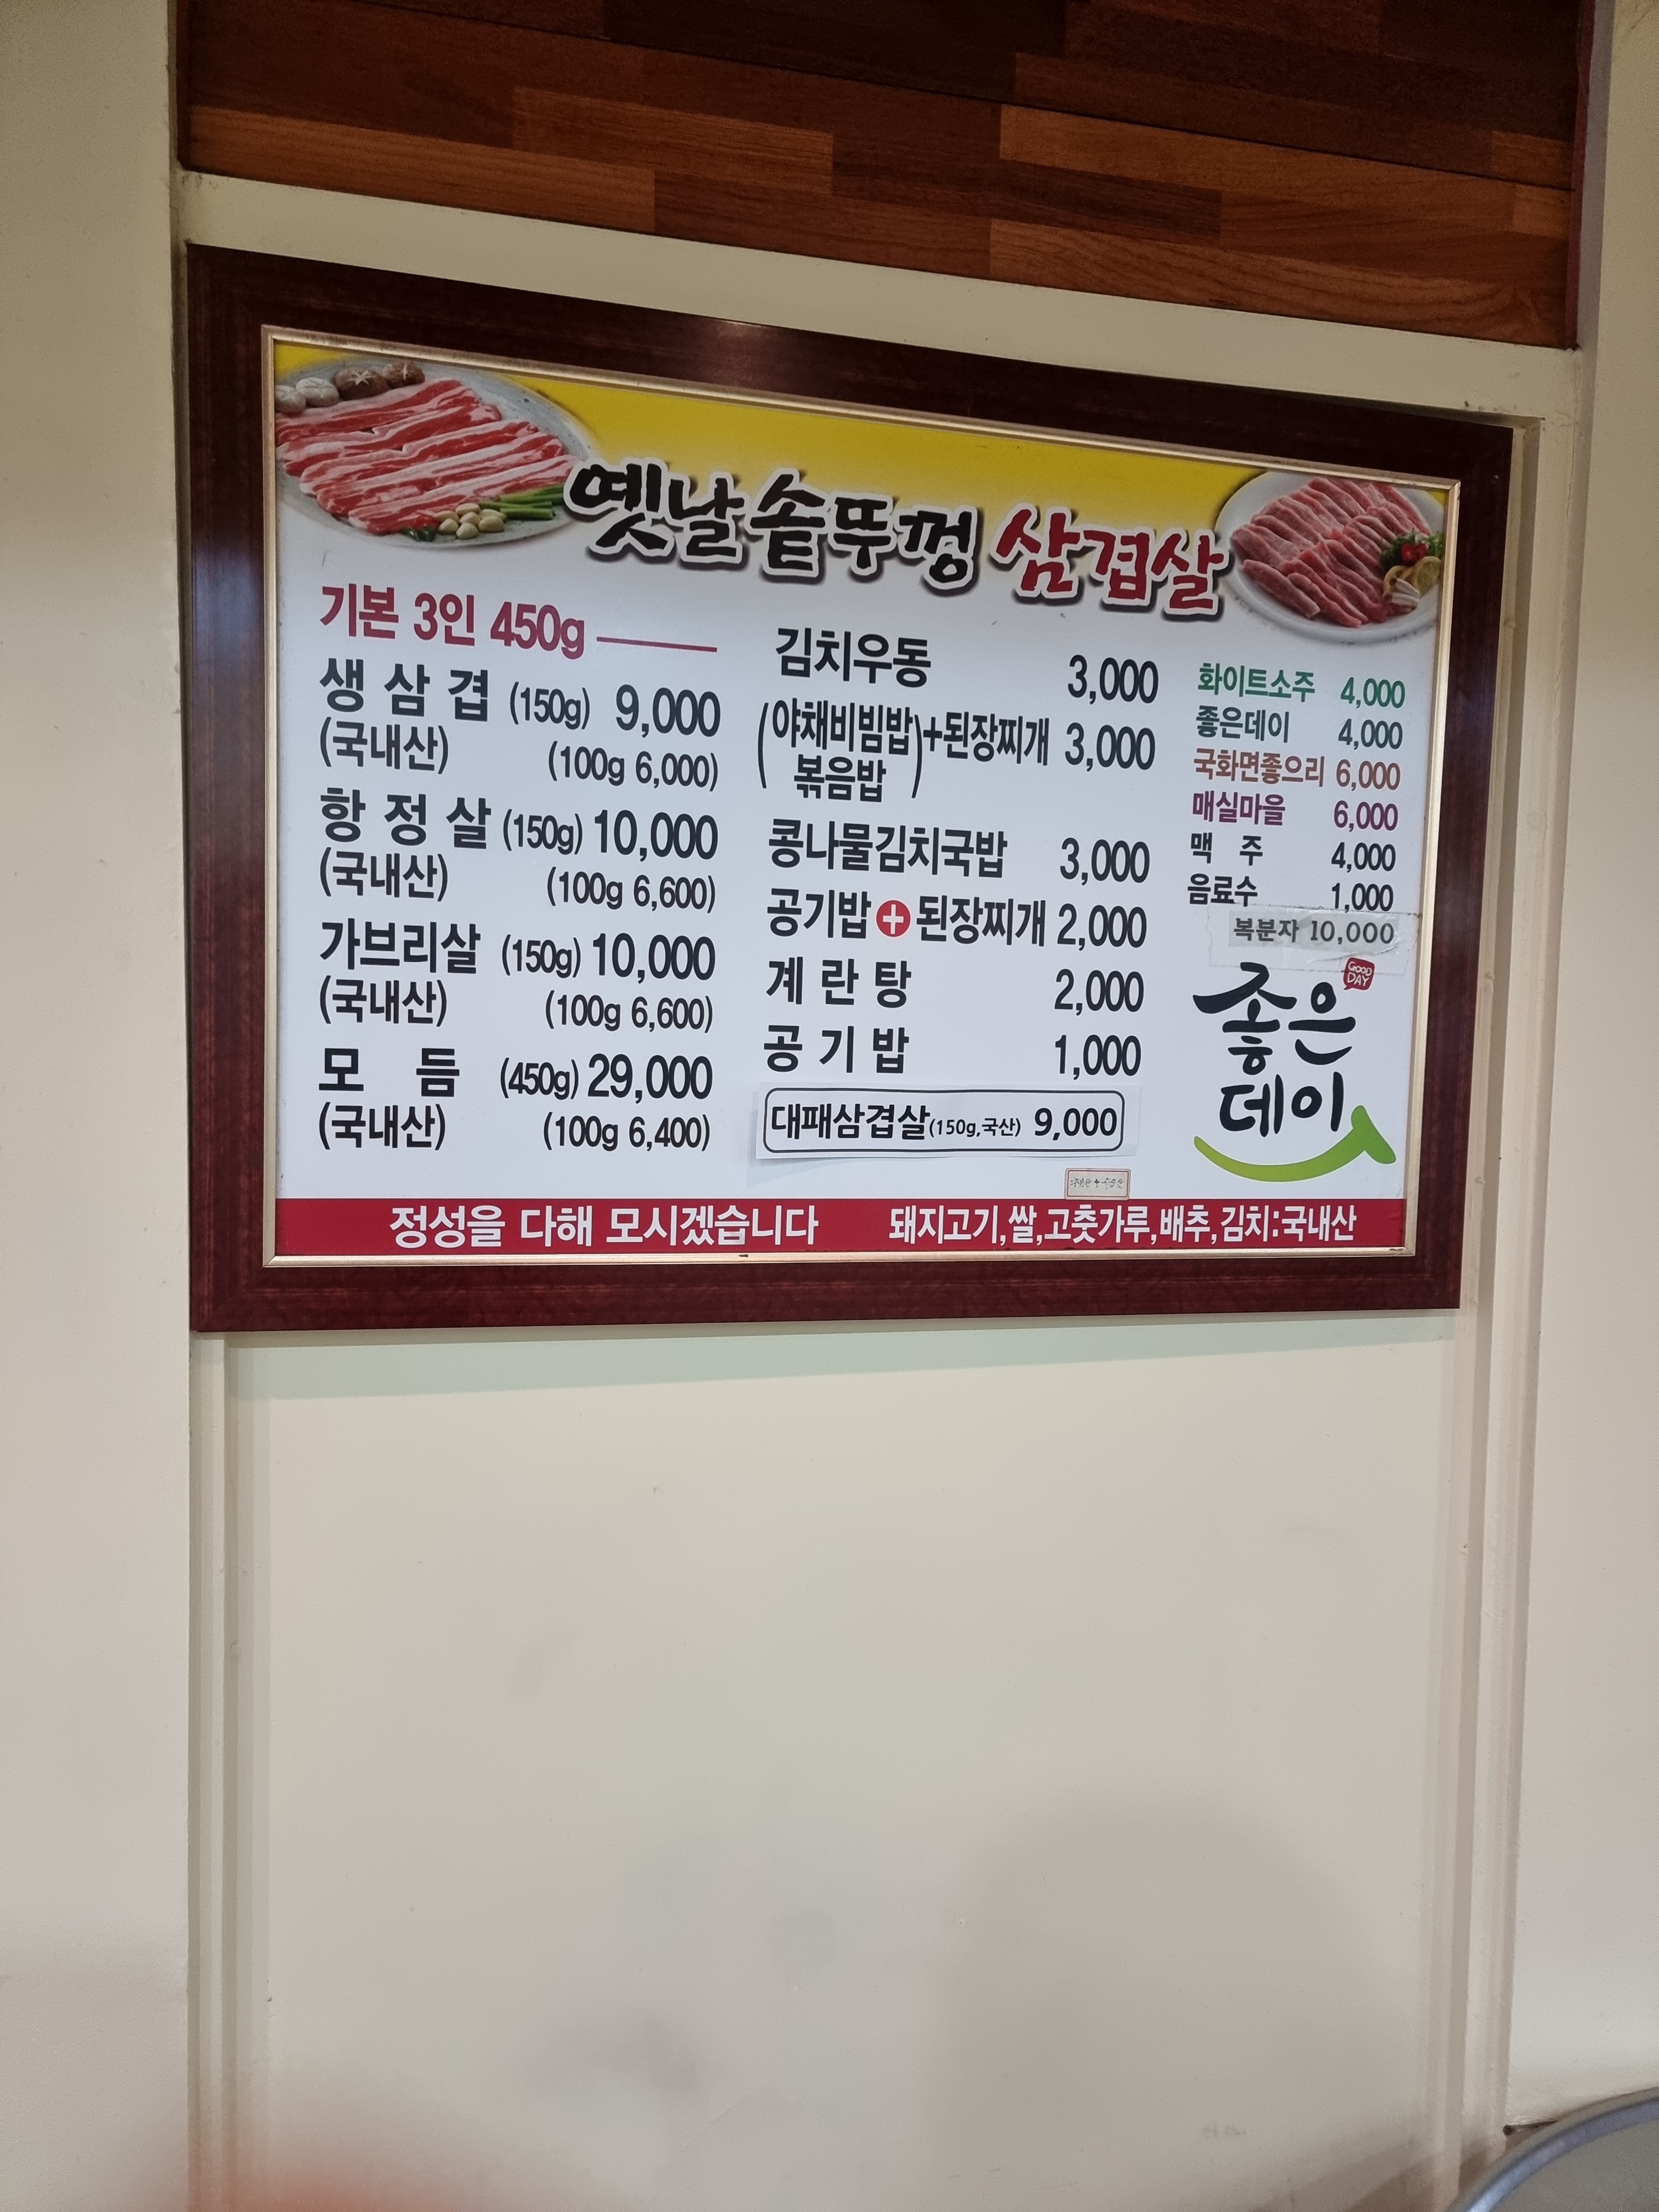 옛날솥뚜껑 삼겹살
기본 3인 450g
생삼겹 (150g) 9,000
(국내산) (100g 6,000)
항정살 (150g) 10,000
(국내산) (100g 6,600)
가브리살 (150g) 10,000
(국내산) (100g 6,600)
모듬 (450g) 29,000
(국내산) (100g 6,400)
김치우동 3,000
(야채비빔밥 볶음밥)+된장찌개 3,000
콩나물김치국밥 3,000
공기밥+된장찌개 2,000
계란탕 2,000
공기밥 1,000
대패삼겹살(150g,국산) 9,000
화이트소주 4,000
좋은데이 4,000
국화면좋으리 6,000
매실마을 6,000
맥주 4,000
음료수 1,000
복분자 10,000
GOOD DAY
좋은
데이
정성을 다해 모시겠습니다
돼지고기,쌀,고춧가루,배추,김치:국내산